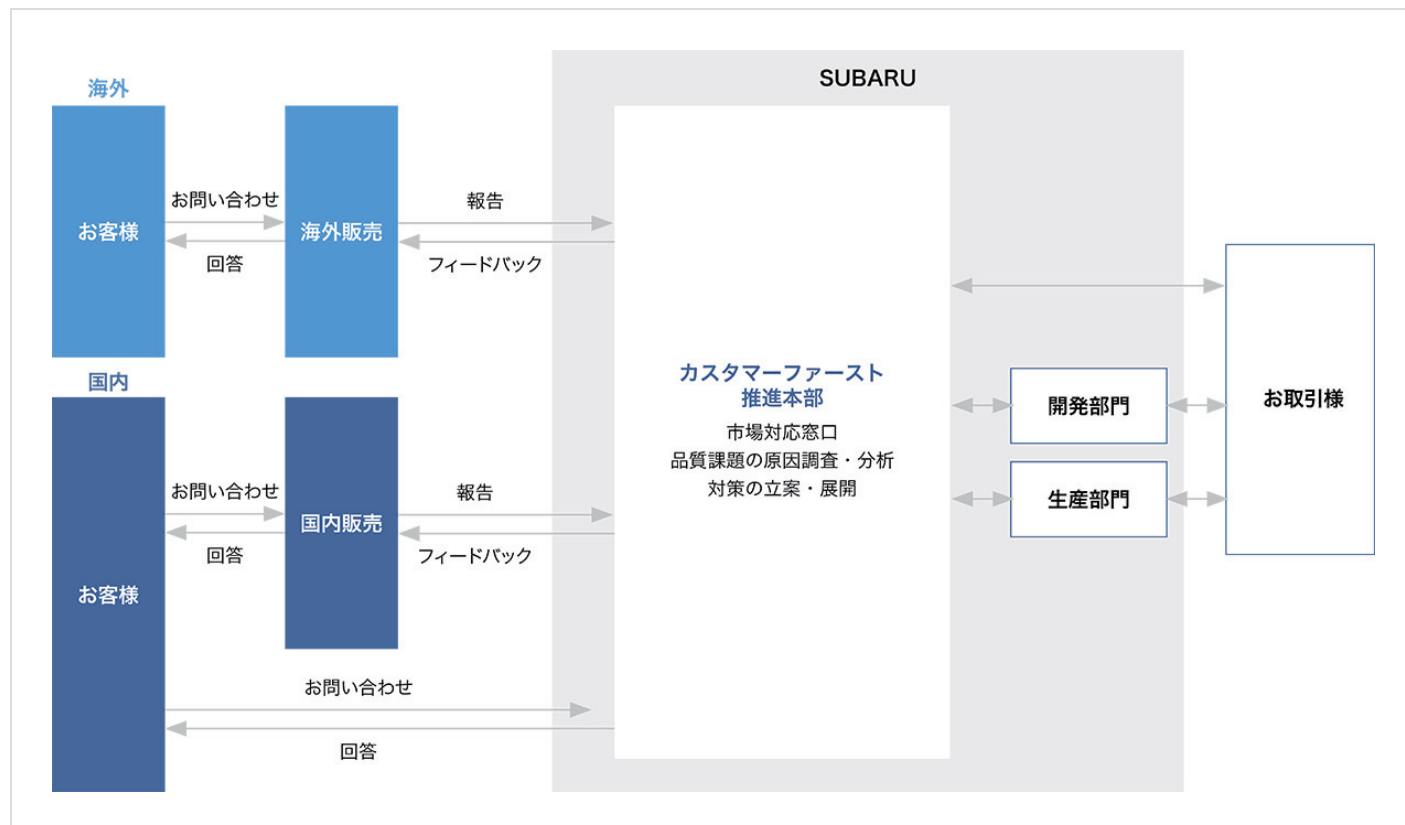 SUBARU
海外
お客様
お問い合わせ
回答
海外販売
報告
フィードバック
国内
お客様
お問い合わせ
回答
国内販売
報告
フィードバック
お問い合わせ
回答
カスタマーファースト
推進本部
市場対応窓口
品質課題の原因調査・分析
対策の立案・展開
開発部門
生産部門
お取引様